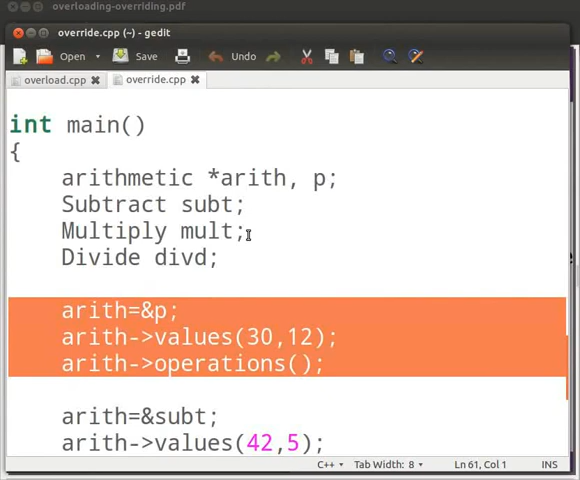 overloading-overriding.pdf
override.cpp (~) - gedit
Open Save Undo
overload.cpp override.cpp
int main()
{
arithmetic *arith, p;
Subtract subt;
Multiply mult;
Divide divd;
arith=&p;
arith->values(30,12);
arith->operations();
arith=&subt;
arith->values(42,5);
C++ Tab Width: 8 Ln 61, Col 1 INS